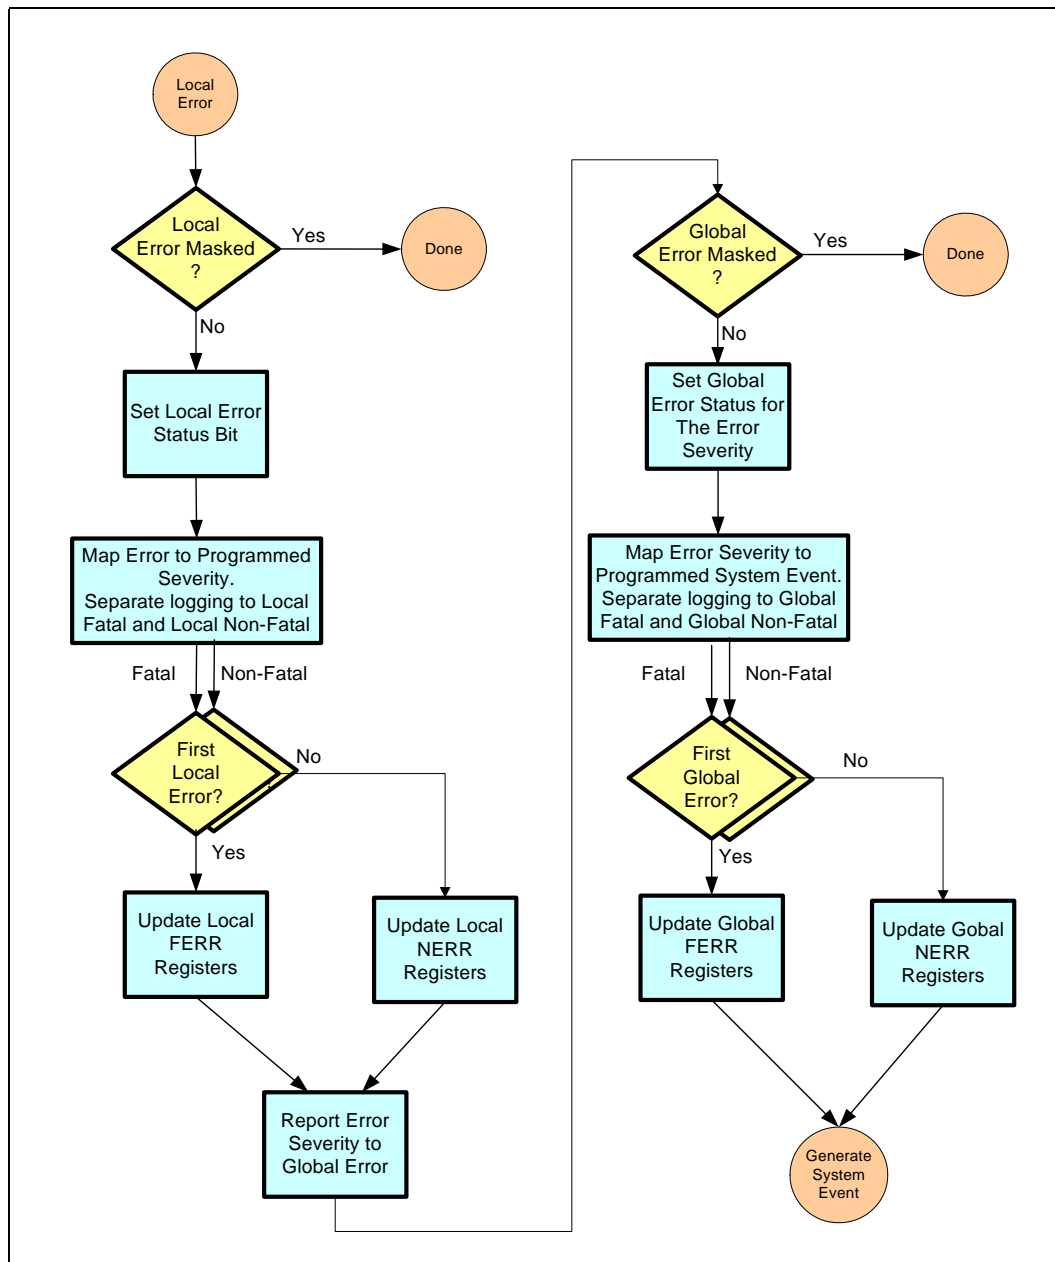 Local
Error
Local
Error Masked
?
Yes
Done
No
Set Local Error
Status Bit
Map Error to Programmed
Severity.
Separate logging to Local
Fatal and Local Non-Fatal
Fatal
Non-Fatal
First
Local
Error?
No
Yes
Update Local
FERR
Registers
Update Local
NERR
Registers
Report Error
Severity to
Global Error
Global
Error Masked
?
Yes
Done
No
Set Global
Error Status for
The Error
Severity
Map Error Severity to
Programmed System Event.
Separate logging to Global
Fatal and Global Non-Fatal
Fatal
Non-Fatal
First
Global
Error?
No
Yes
Update Global
FERR
Registers
Update Gobal
NERR
Registers
Generate
System
Event